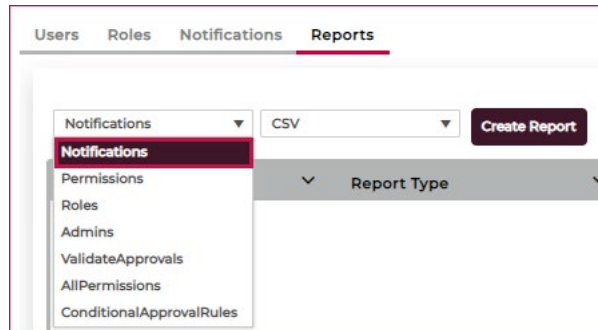 Users Roles Notifications Reports
Notifications CSV Create Report
Notifications
Permissions Report Type
Roles
Admins
ValidateApprovals
AllPermissions
ConditionalApprovalRules